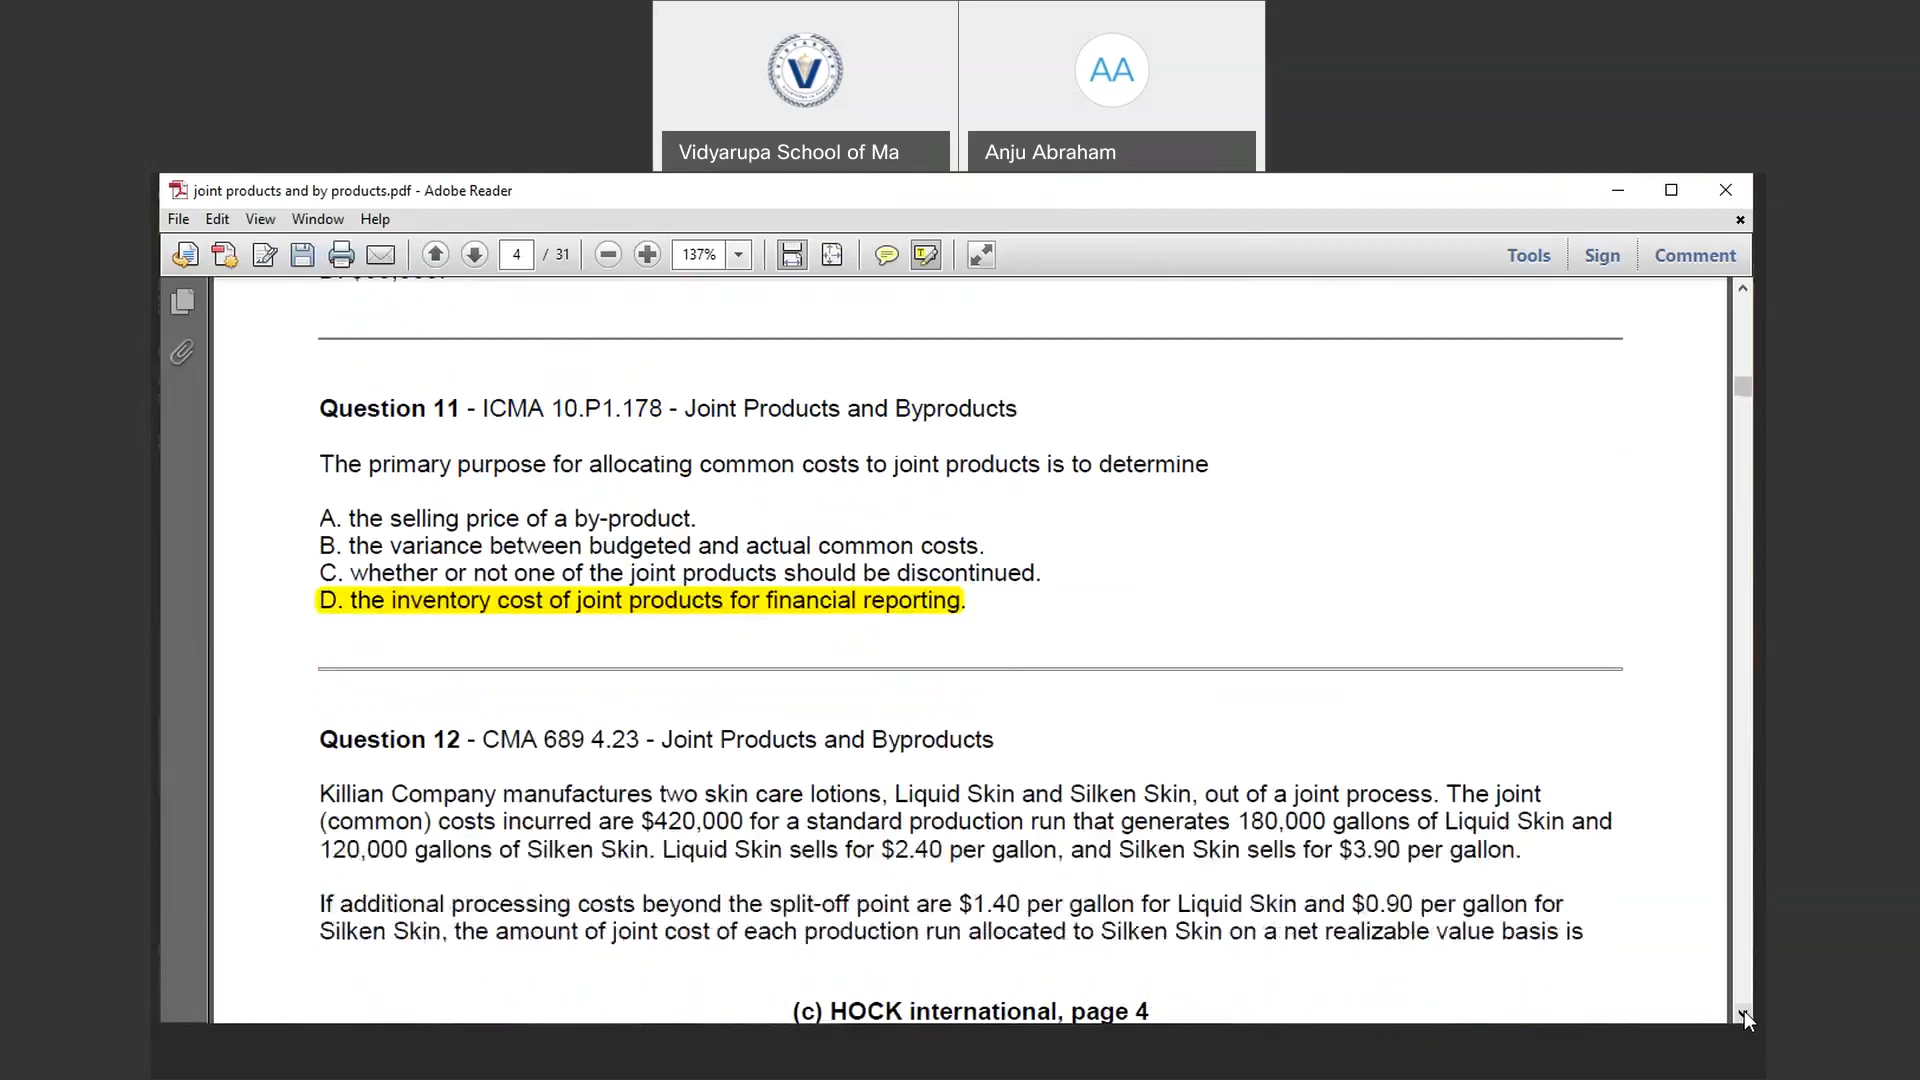 V
AA
Vidyarupa School of Ma
Anju Abraham
joint products and by products.pdf - Adobe Reader
File Edit View Window Help
4 / 31 137% Tools Sign Comment
Question 11 - ICMA 10.P1.178 - Joint Products and Byproducts
The primary purpose for allocating common costs to joint products is to determine
A. the selling price of a by-product.
B. the variance between budgeted and actual common costs.
C. whether or not one of the joint products should be discontinued.
D. the inventory cost of joint products for financial reporting.
Question 12 - CMA 689 4.23 - Joint Products and Byproducts
Killian Company manufactures two skin care lotions, Liquid Skin and Silken Skin, out of a joint process. The joint
(common) costs incurred are $420,000 for a standard production run that generates 180,000 gallons of Liquid Skin and
120,000 gallons of Silken Skin. Liquid Skin sells for $2.40 per gallon, and Silken Skin sells for $3.90 per gallon.
If additional processing costs beyond the split-off point are $1.40 per gallon for Liquid Skin and $0.90 per gallon for
Silken Skin, the amount of joint cost of each production run allocated to Silken Skin on a net realizable value basis is
(c) HOCK international, page 4